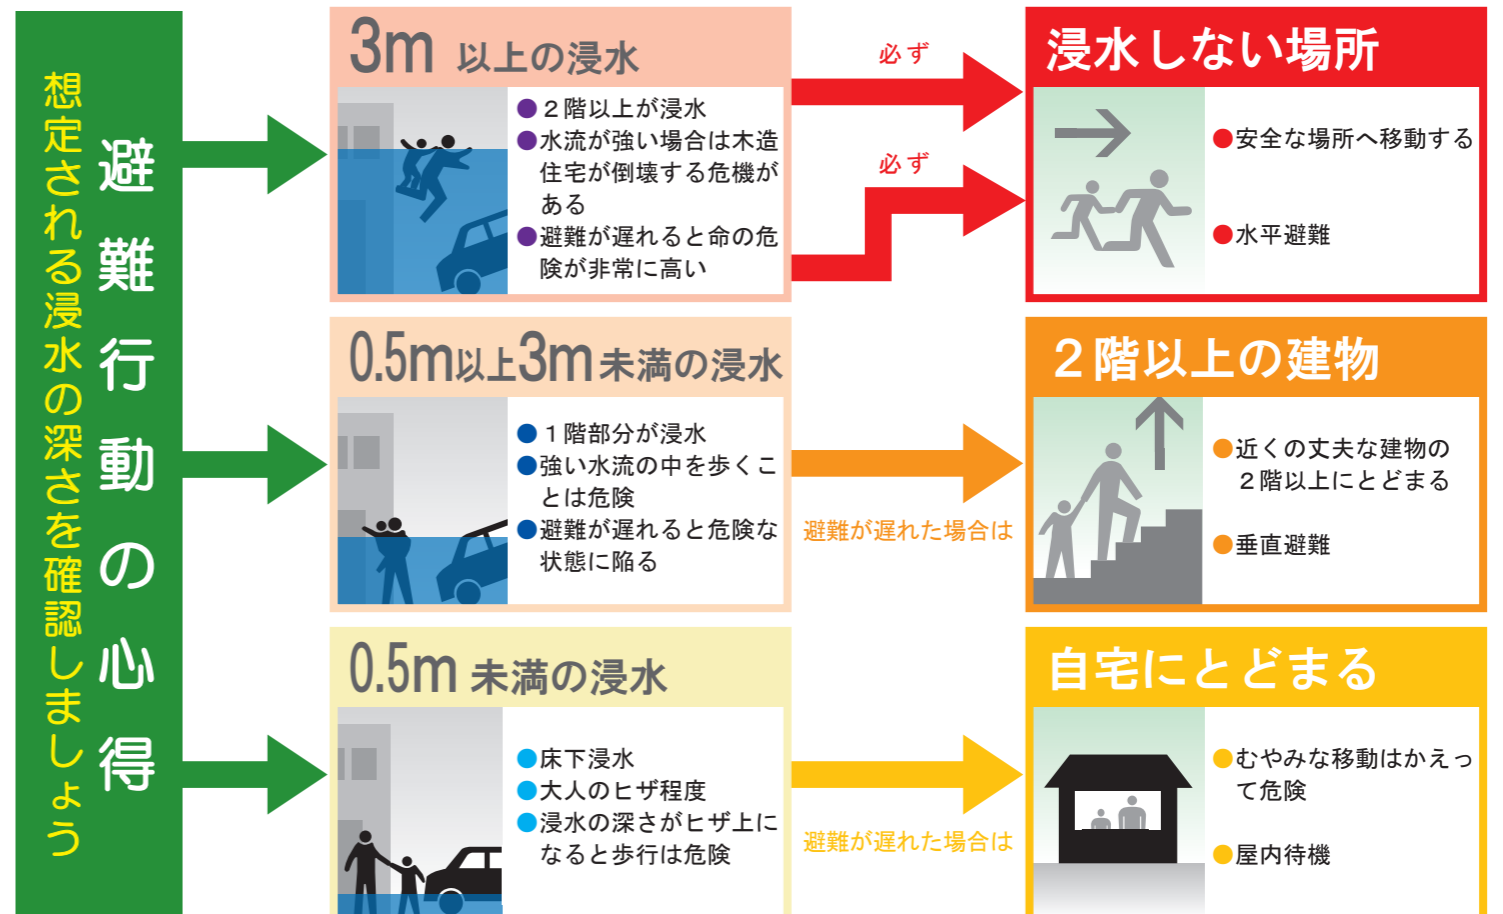 避難行動の心得
想定される浸水の深さを確認しましょう
3m 以上の浸水
●２階以上が浸水
●水流が強い場合は木造
住宅が倒壊する危機が
ある
●避難が遅れると命の危
険が非常に高い
必ず
必ず
浸水しない場所
●安全な場所へ移動する
●水平避難
0.5m以上3m未満の浸水
●１階部分が浸水
●強い水流の中を歩くこ
とは危険
●避難が遅れると危険な
状態に陥る
避難が遅れた場合は
２階以上の建物
●近くの丈夫な建物の
２階以上にとどまる
●垂直避難
0.5m 未満の浸水
●床下浸水
●大人のヒザ程度
●浸水の深さがヒザ上に
なると歩行は危険
避難が遅れた場合は
自宅にとどまる
●むやみな移動はかえっ
て危険
●屋内待機